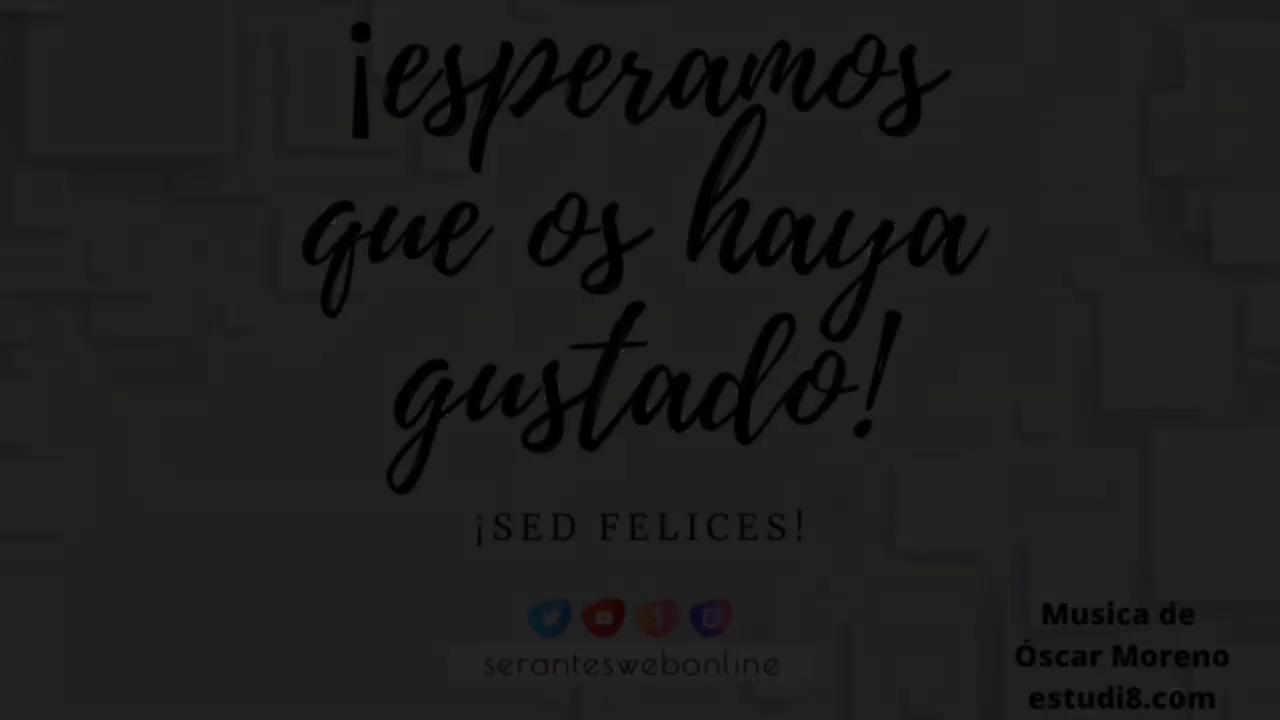 ¡esperamos
que os haya
gustado!
¡SED FELICES!
seranteswebonline
Musica de
Óscar Moreno
estudi8.com